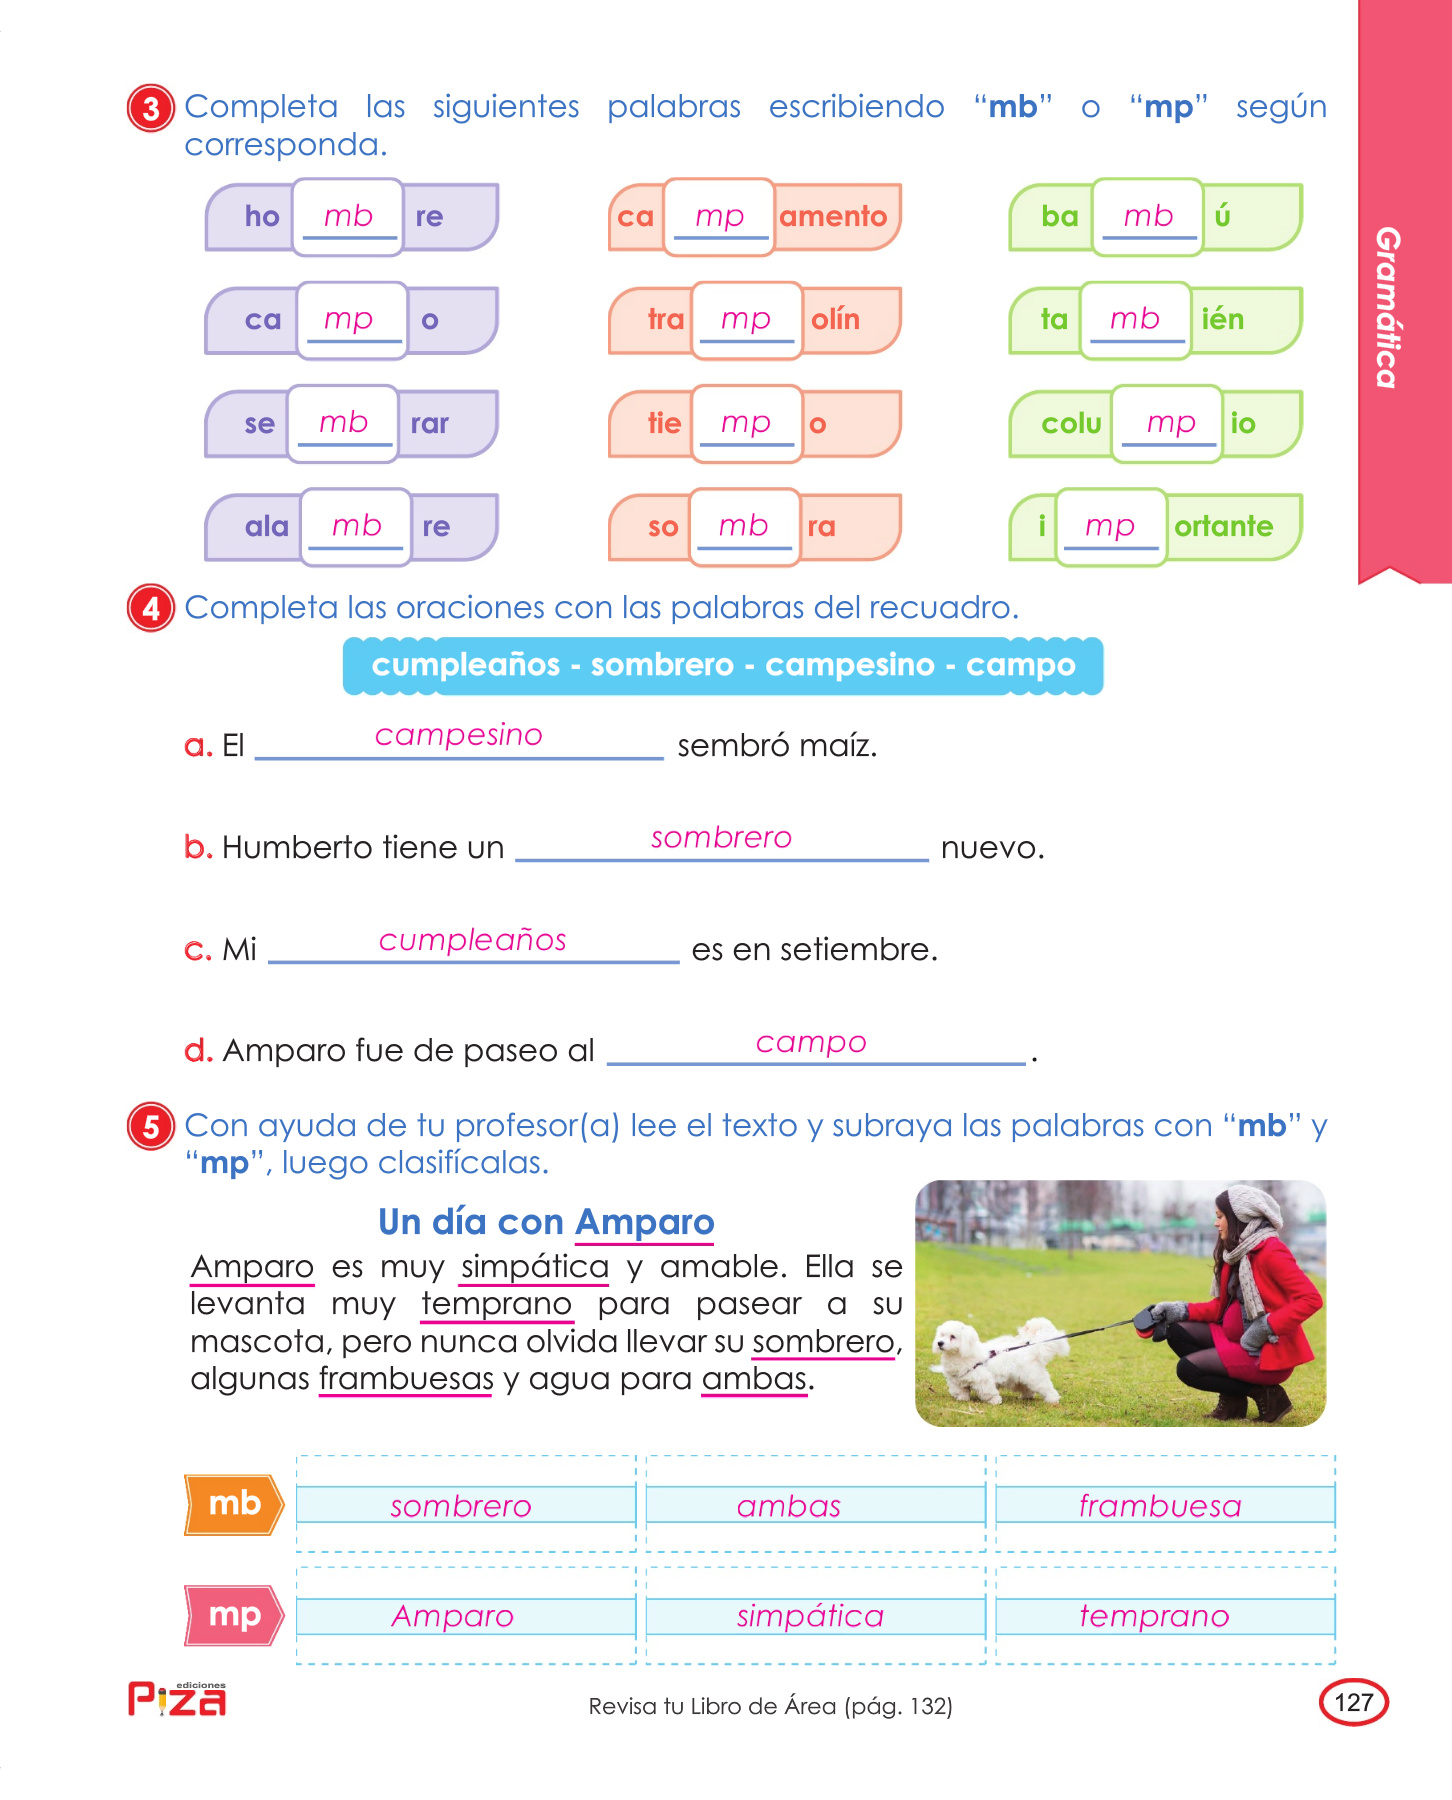 3 Completa las siguientes palabras escribiendo “mb” o “mp” según
corresponda.
ho mb re
ca mp amento
ba mb ú
ca mp o
tra mp olín
ta mb ién
se mb rar
tie mp o
colu mp io
ala mb re
so mb ra
i mp ortante
Gramática
4 Completa las oraciones con las palabras del recuadro.
cumpleaños - sombrero - campesino - campo
a. El campesino sembró maíz.
b. Humberto tiene un sombrero nuevo.
c. Mi cumpleaños es en setiembre.
d. Amparo fue de paseo al campo.
5 Con ayuda de tu profesor(a) lee el texto y subraya las palabras con “mb” y
“mp”, luego clasifícalas.
Un día con Amparo
Amparo es muy simpática y amable. Ella se
levanta muy temprano para pasear a su
mascota, pero nunca olvida llevar su sombrero,
algunas frambuesas y agua para ambas.
mb sombrero ambas frambuesa
mp Amparo simpática temprano
ediciones
Piza
Revisa tu Libro de Área (pág. 132)
127